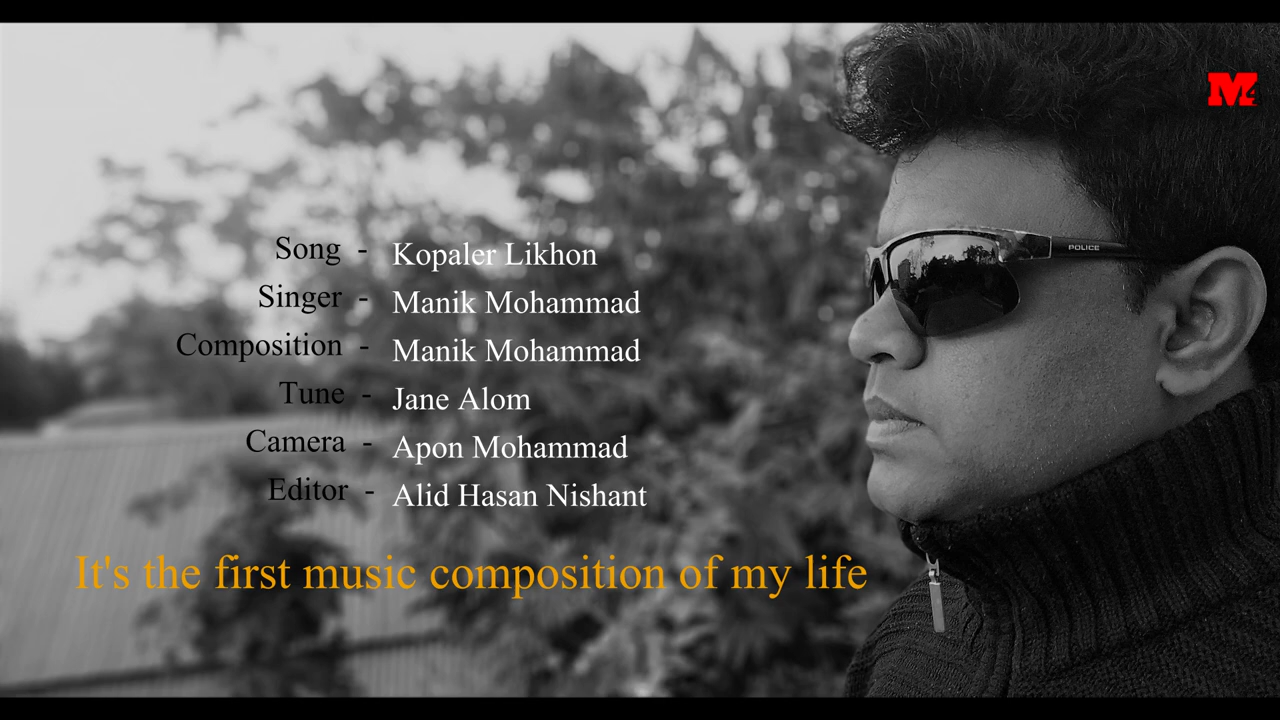 M4
POLICE
Song - Kopaler Likhon
Singer - Manik Mohammad
Composition - Manik Mohammad
Tune - Jane Alom
Camera - Apon Mohammad
Editor - Alid Hasan Nishant
It's the first music composition of my life